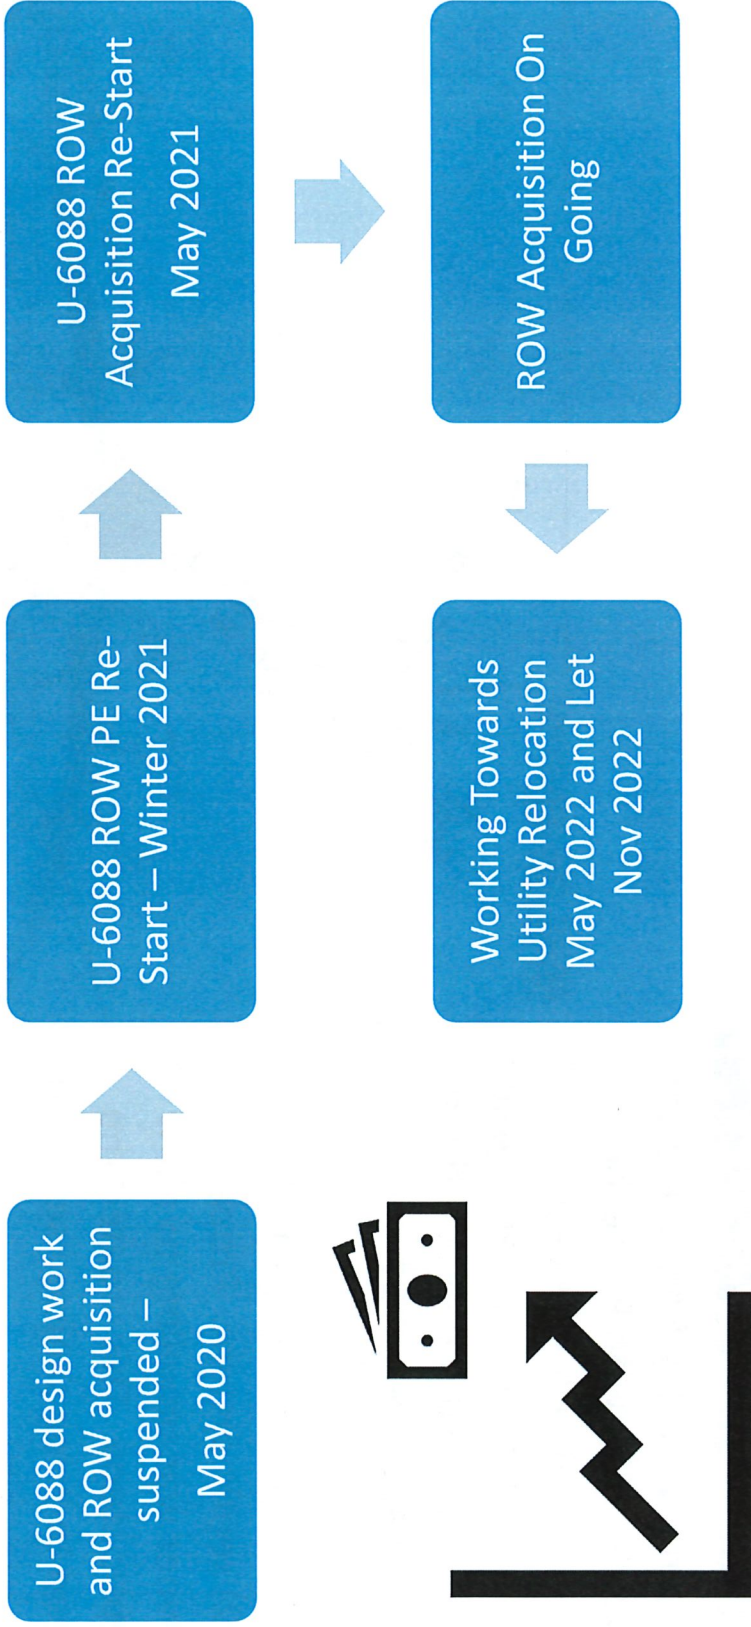 U-6088 design work
and ROW acquisition
suspended –
May 2020
U-6088 ROW PE Re-
Start – Winter 2021
U-6088 ROW
Acquisition Re-Start
May 2021
ROW Acquisition On
Going
Working Towards
Utility Relocation
May 2022 and Let
Nov 2022